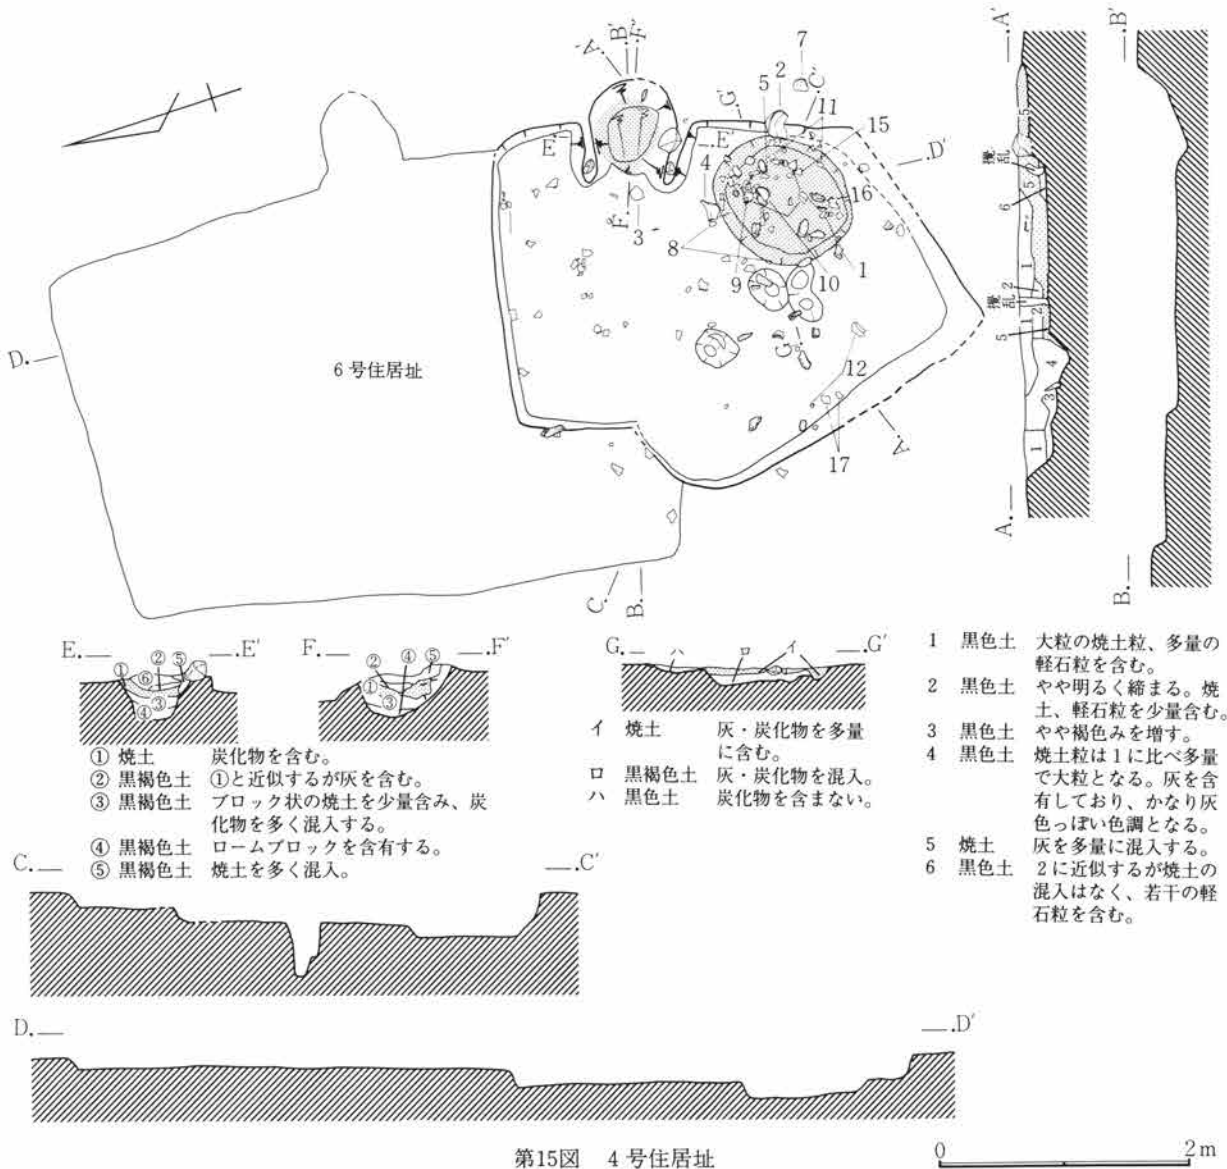 A′
B′
F′
7
2
5
C′
11
G′
15
D′
E
E′
4
16
3
F
8
9
10
1
G
D.
6号住居址
12
17
A
C.
B.
A′
5
攪乱
5
6
1
2
攪乱
1
2
5
4
3
1
A.
B′
B.
E. E′
① ② ⑤
⑥
③
④
F. F′
② ④ ⑤
①
③
G. G′
ハ ロ イ
① 焼土 炭化物を含む。
② 黒褐色土 ①と近似するが灰を含む。
③ 黒褐色土 ブロック状の焼土を少量含み、炭
化物を多く混入する。
④ 黒褐色土 ロームブロックを含有する。
⑤ 黒褐色土 焼土を多く混入。
イ 焼土 灰・炭化物を多量
に含む。
ロ 黒褐色土 灰・炭化物を混入。
ハ 黒色土 炭化物を含まない。
1 黒色土 大粒の焼土粒、多量の
軽石粒を含む。
2 黒色土 やや明るく締まる。焼
土、軽石粒を少量含む。
3 黒色土 やや褐色みを増す。
4 黒色土 焼土粒は1に比べ多量
で大粒となる。灰を含
有しており、かなり灰
色っぽい色調となる。
5 焼土 灰を多量に混入する。
6 黒色土 2に近似するが焼土の
混入はなく、若干の軽
石粒を含む。
C. C′
D. D′
第15図 4号住居址
0 2m